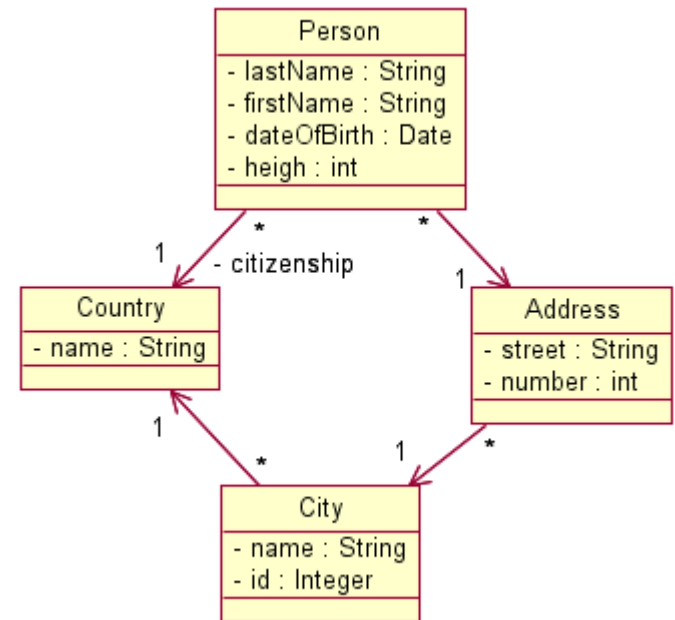 Person
- lastName : String
- firstName : String
- dateOfBirth : Date
- heigh : int
* *
1 - citizenship 1
Country
- name : String
Address
- street : String
- number : int
1 * 1 *
City
- name : String
- id : Integer